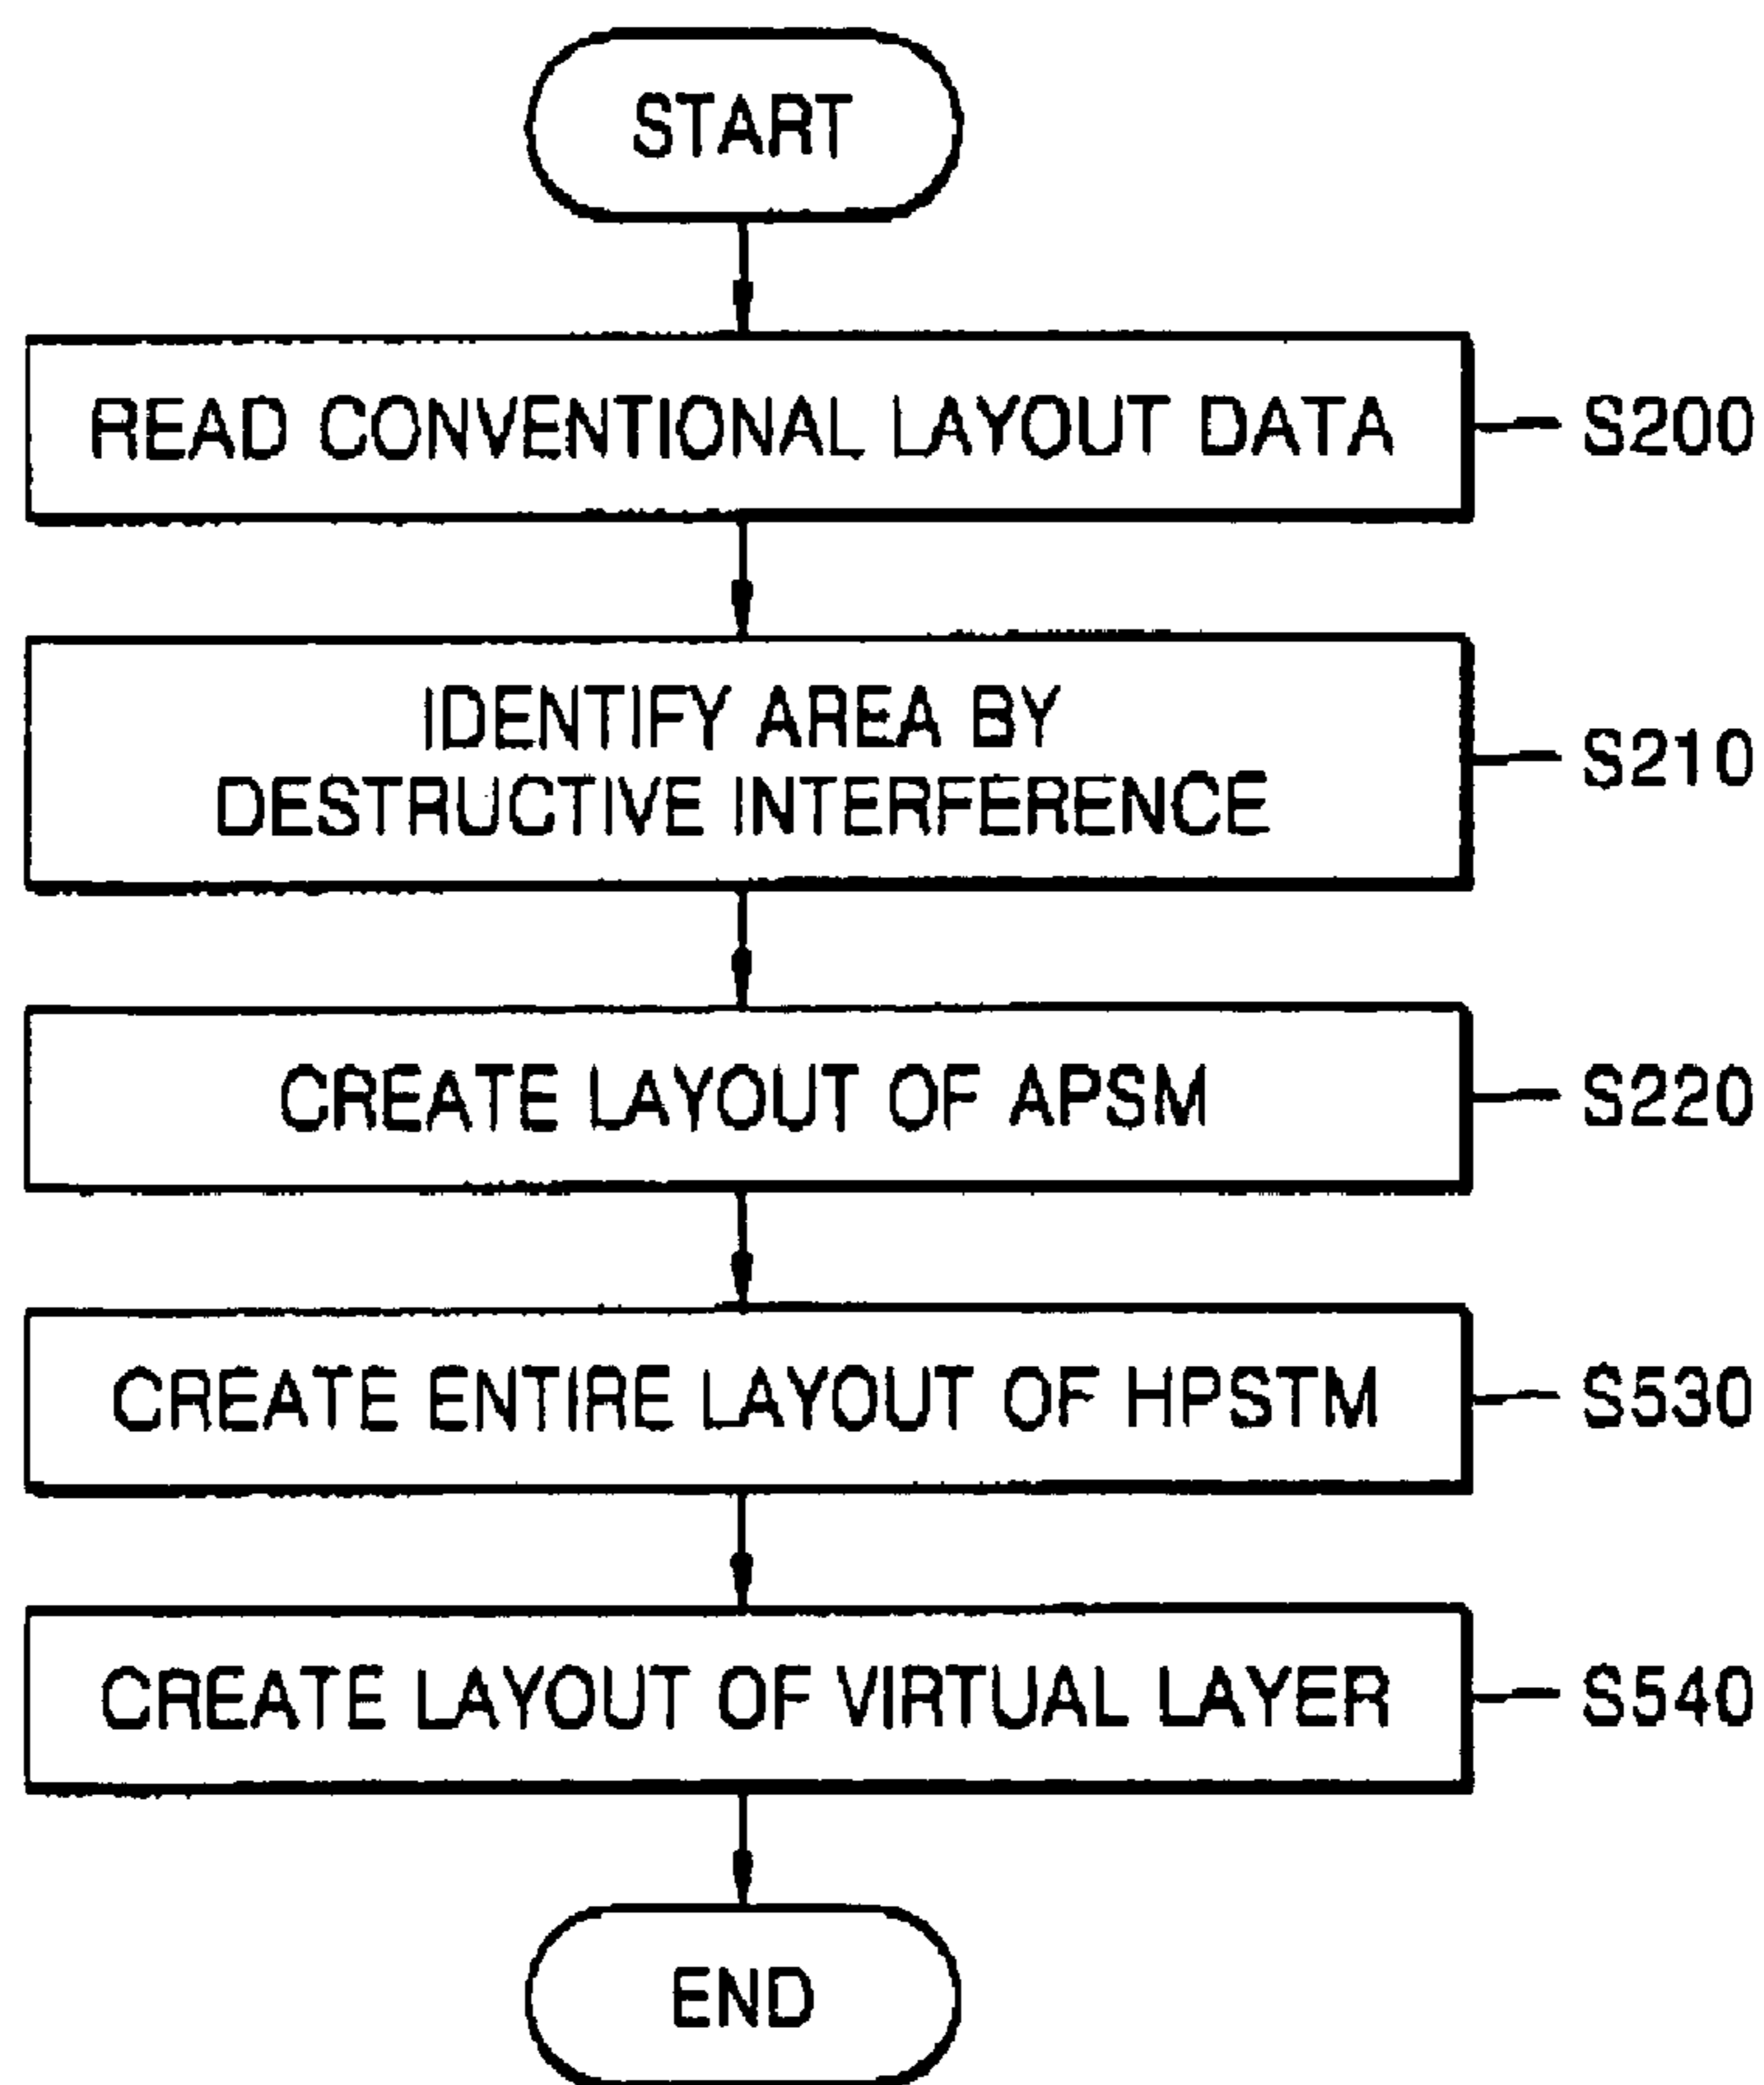 START
READ CONVENTIONAL LAYOUT DATA S200
IDENTIFY AREA BY
DESTRUCTIVE INTERFERENCE S210
CREATE LAYOUT OF APSM S220
CREATE ENTIRE LAYOUT OF HPSTM S530
CREATE LAYOUT OF VIRTUAL LAYER S540
END